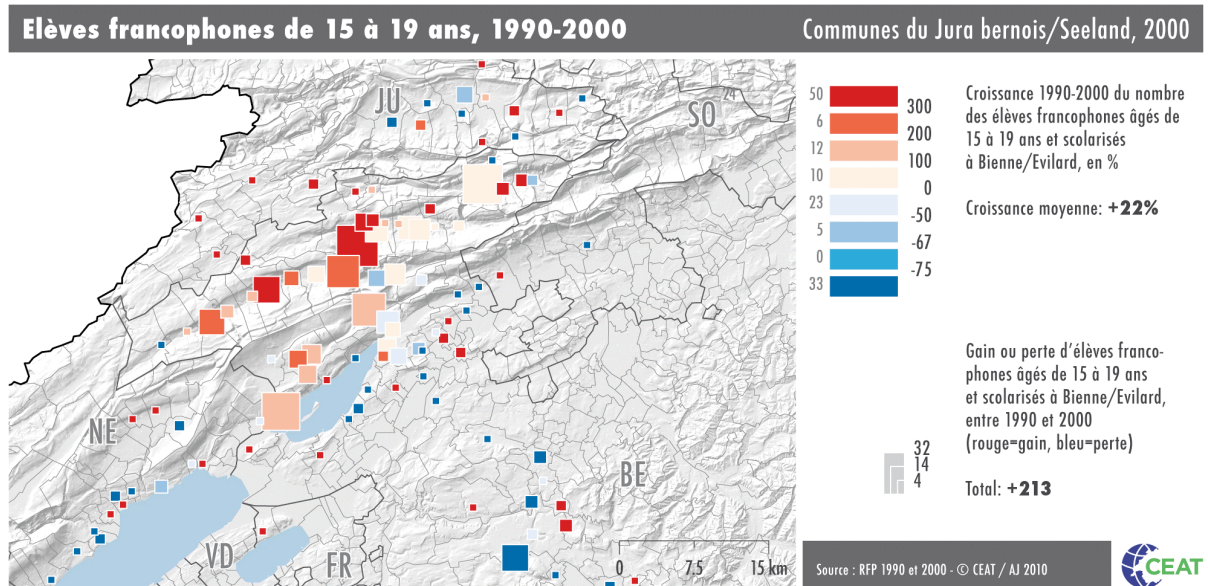 Elèves francophones de 15 à 19 ans, 1990-2000
Communes du Jura bernois/Seeland, 2000
JU
SO
24
NE
BE
VD
FR
0 7.5 15 km
50
6
12
10
23
5
0
33
300
200
100
0
-50
-67
-75
Croissance 1990-2000 du nombre
des élèves francophones âgés de
15 à 19 ans et scolarisés
à Bienne/Evilard, en %
Croissance moyenne: +22%
32
14
4
Gain ou perte d'élèves franco-
phones âgés de 15 à 19 ans
et scolarisés à Bienne/Evilard,
entre 1990 et 2000
(rouge=gain, bleu=perte)
Total: +213
Source : RFP 1990 et 2000 - © CEAT / AJ 2010
CEAT